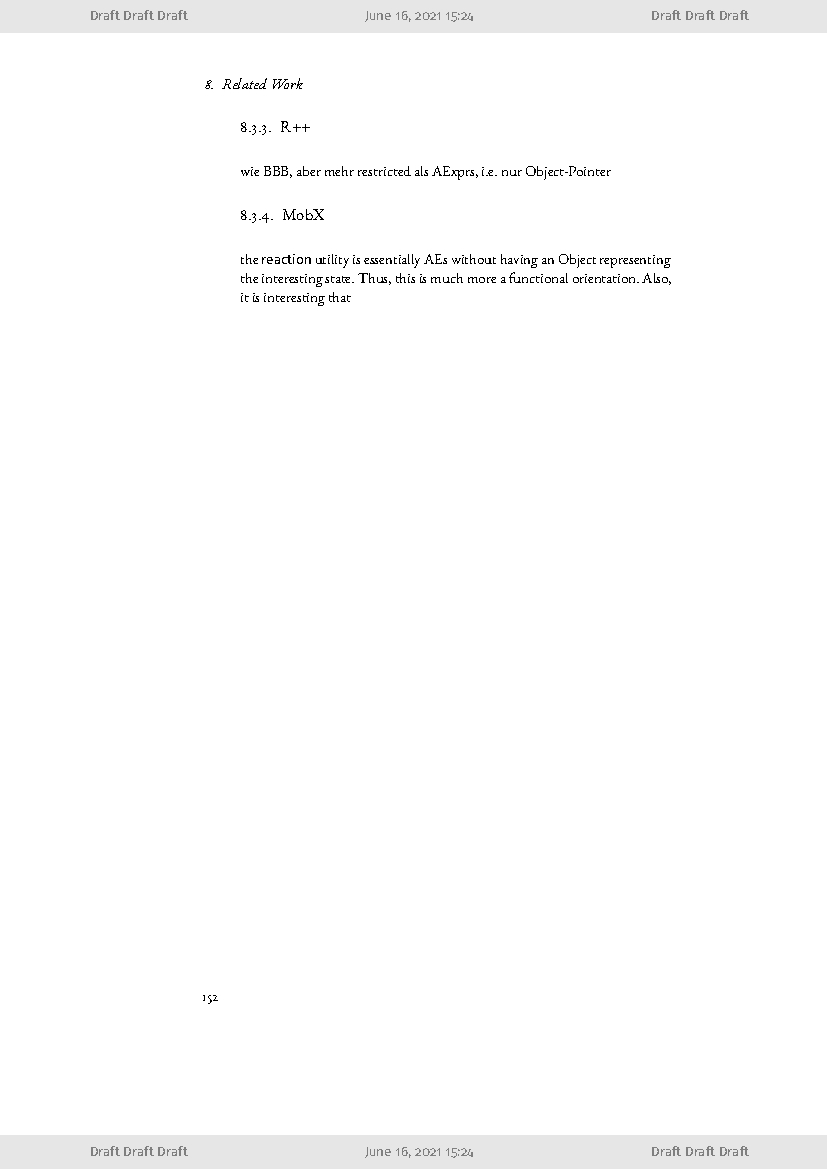 Draft Draft Draft June 16, 2021 15:24 Draft Draft Draft
8. Related Work
8.3.3. R++
wie BBB, aber mehr restricted als AExprs, i.e. nur Object-Pointer
8.3.4. MobX
the reaction utility is essentially AEs without having an Object representing
the interesting state. Thus, this is much more a functional orientation. Also,
it is interesting that
152
Draft Draft Draft June 16, 2021 15:24 Draft Draft Draft